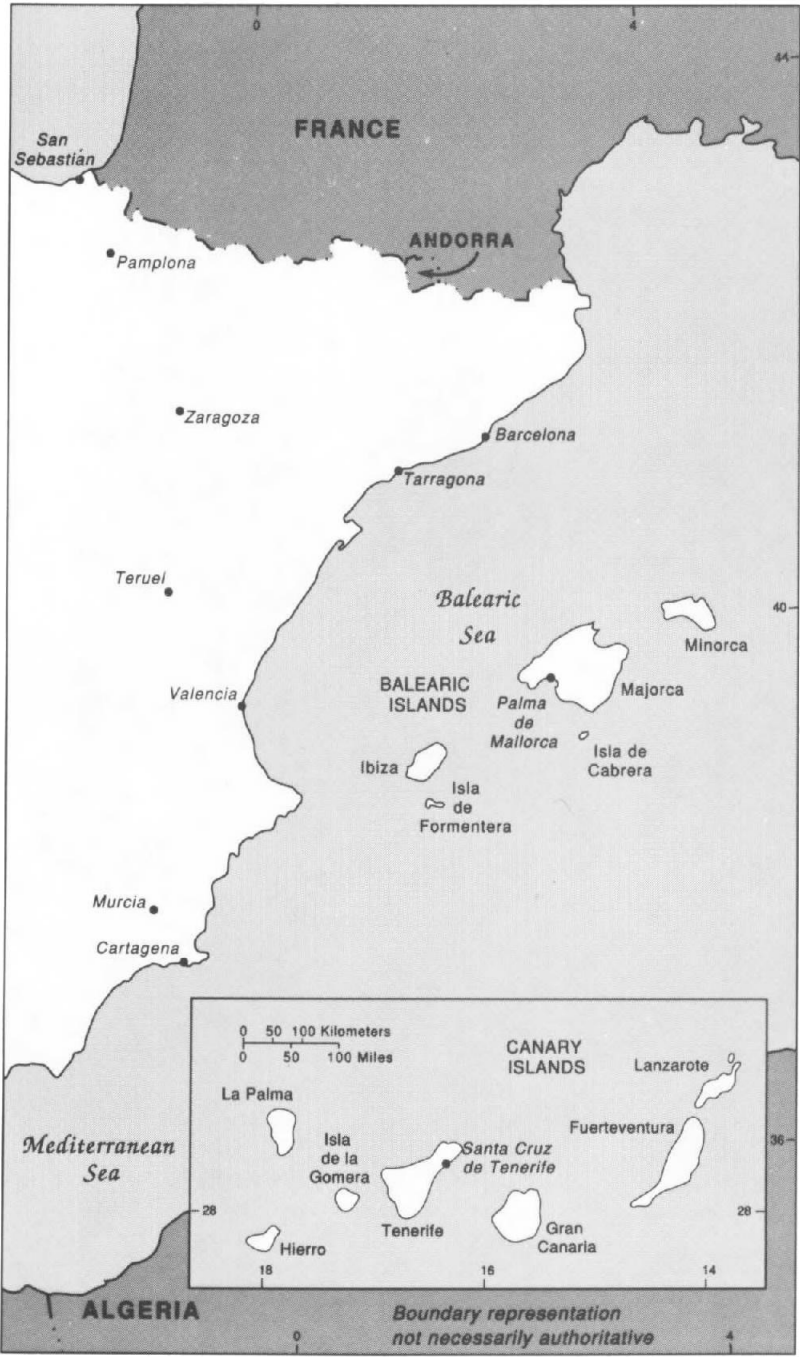 0
4
44
FRANCE
San
Sebastián
ANDORRA
Pamplona
Zaragoza
Barcelona
Tarragona
Teruel
Balearic
Sea
40
Minorca
BALEARIC
ISLANDS
Majorca
Valencia
Palma
de
Mallorca
Isla de
Cabrera
Ibiza
Isla
de
Formentera
Murcia
Cartagena
0 50 100 Kilometers
0 50 100 Miles
CANARY
ISLANDS
Lanzarote
La Palma
Fuerteventura
Isla
de la
Gomera
Santa Cruz
de Tenerife
36
Mediterranean
Sea
28
28
Tenerife
Gran
Canaria
Hierro
18
16
14
ALGERIA
Boundary representation
not necessarily authoritative
0
4